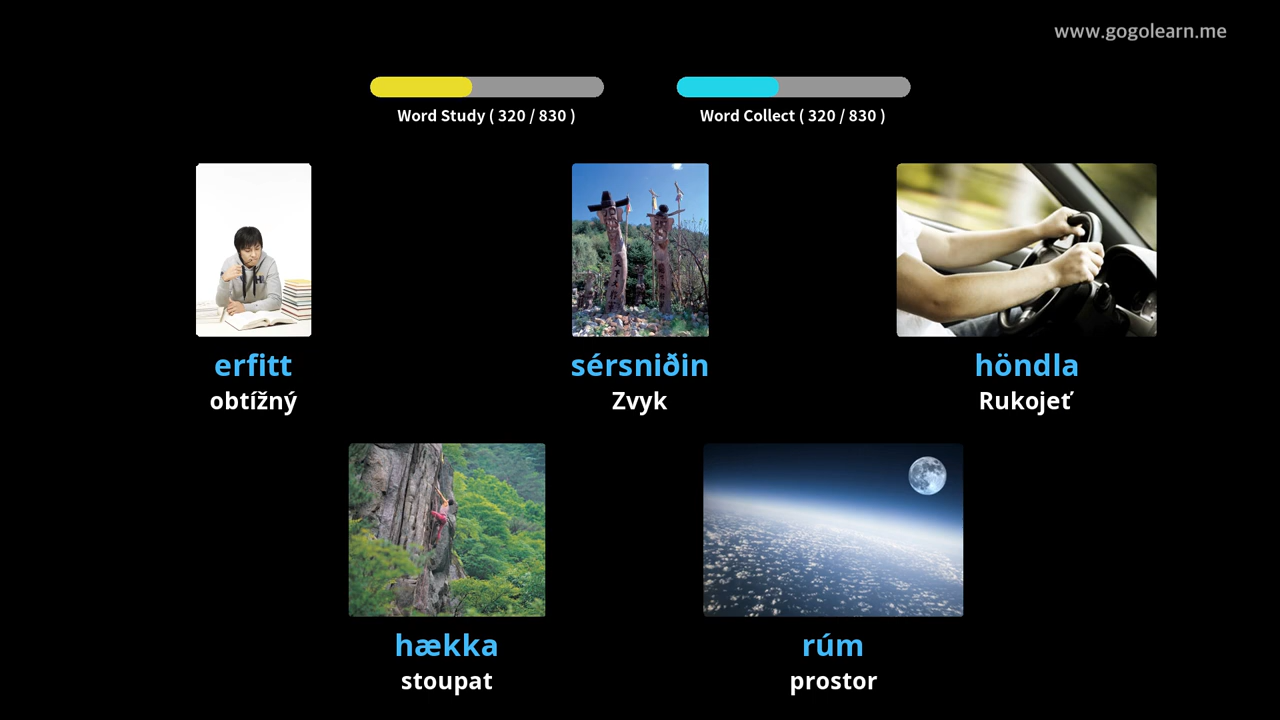 www.gogolearn.me
Word Study ( 320 / 830 )
Word Collect ( 320 / 830 )
erfitt
obtížný
sérsniðin
Zvyk
höndla
Rukojeť
hækka
stoupat
rúm
prostor